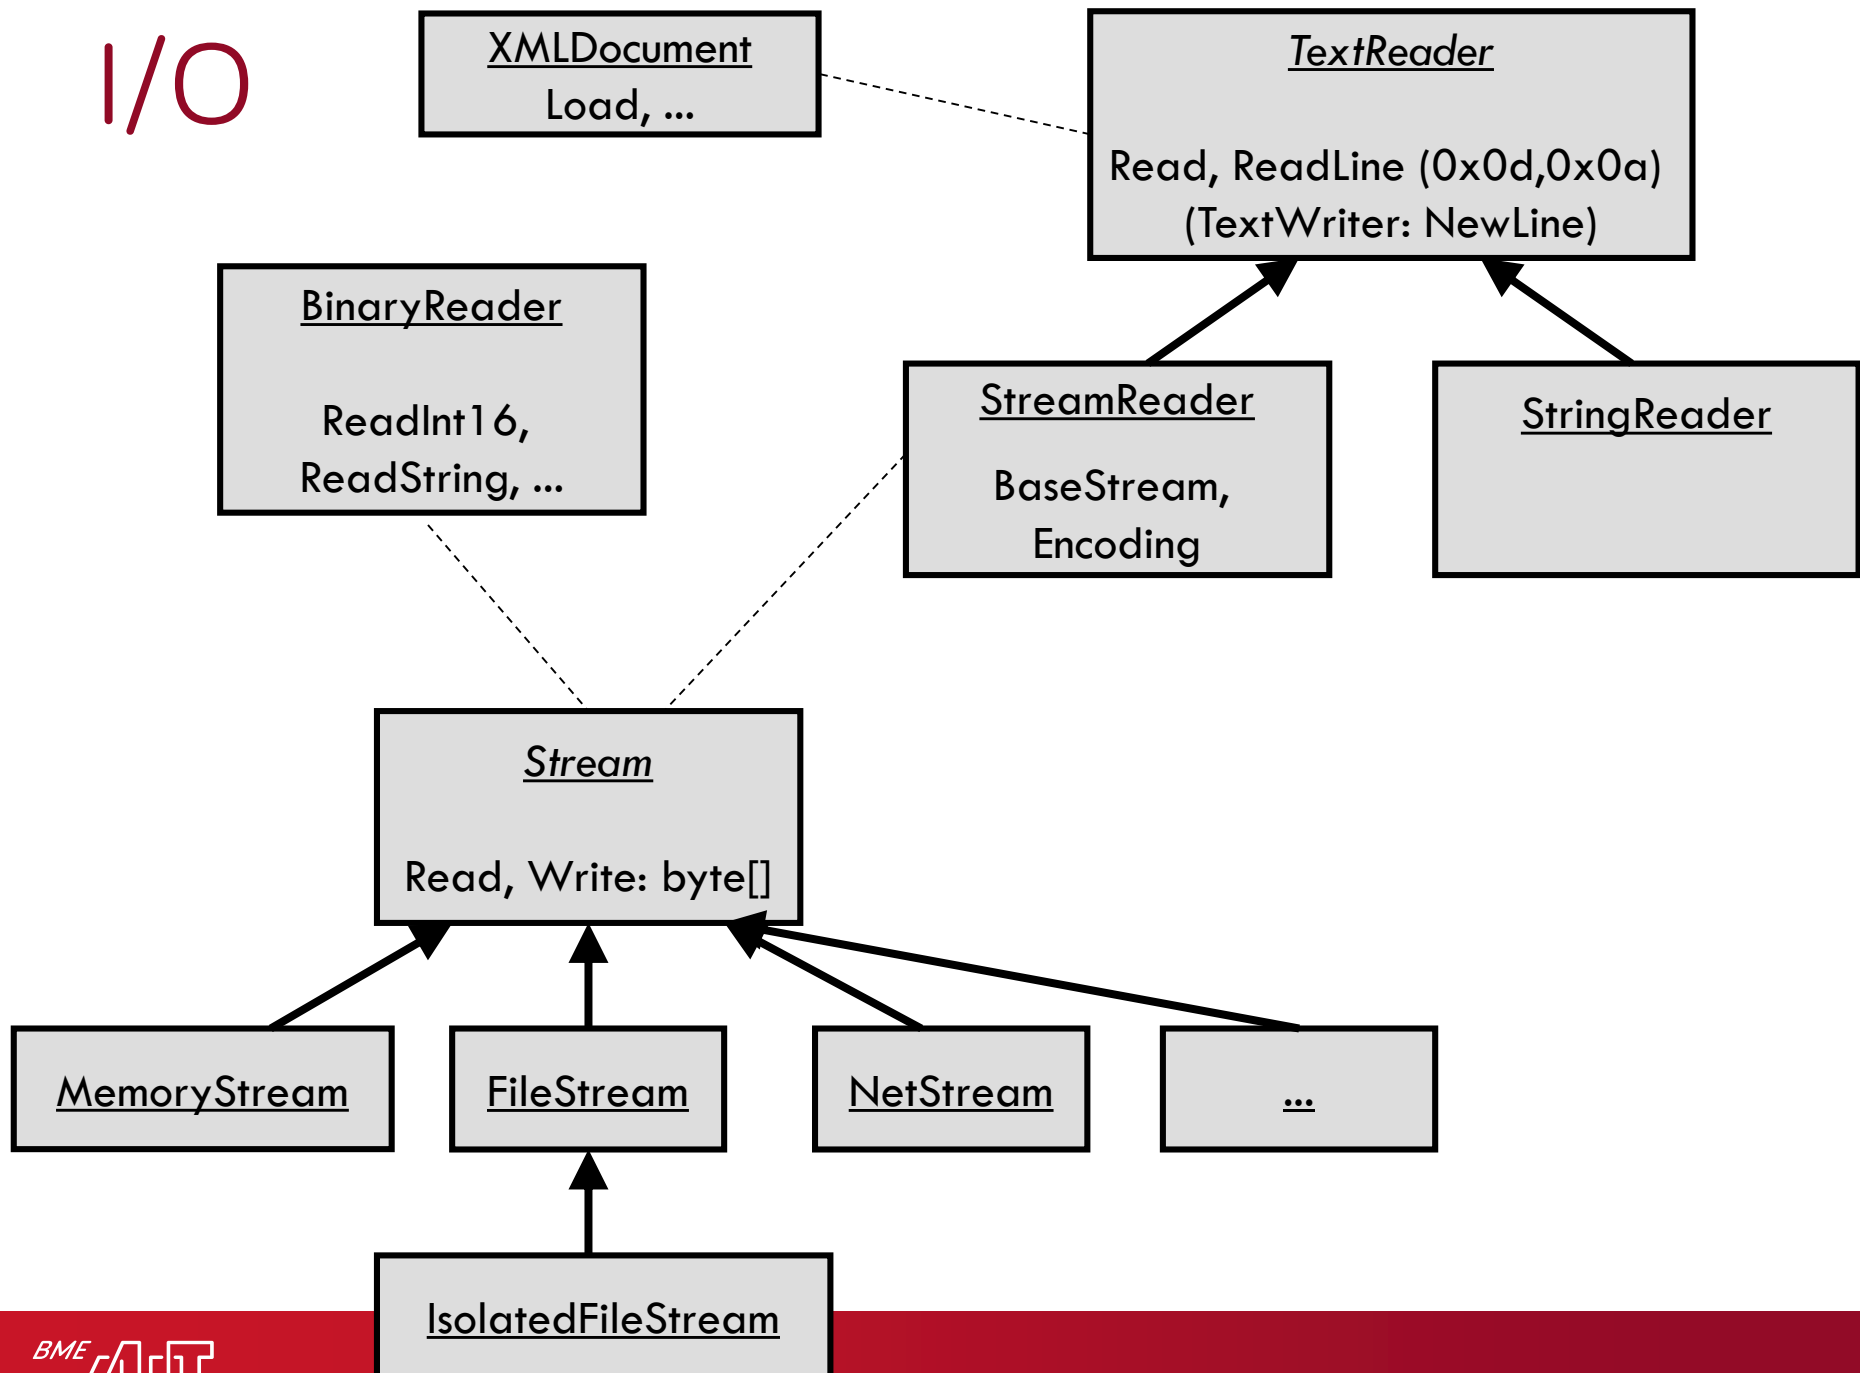 I/O
XMLDocument
Load, ...
TextReader
Read, ReadLine (0x0d,0x0a)
(TextWriter: NewLine)
BinaryReader
ReadInt16,
ReadString, ...
StreamReader
BaseStream,
Encoding
StringReader
Stream
Read, Write: byte[]
MemoryStream
FileStream
NetStream
...
IsolatedFileStream
BME